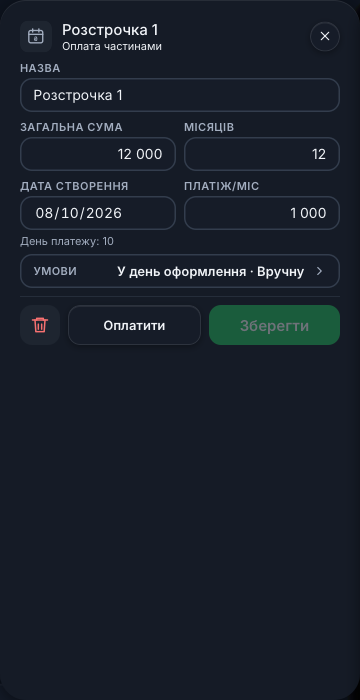 Розстрочка 1
Оплата частинами
НАЗВА
Розстрочка 1
ЗАГАЛЬНА СУМА МІСЯЦІВ
12 000 12
ДАТА СТВОРЕННЯ ПЛАТІЖ/МІС
08/10/2026 1 000
День платежу: 10
УМОВИ У день оформлення · Вручну
Оплатити Зберегти